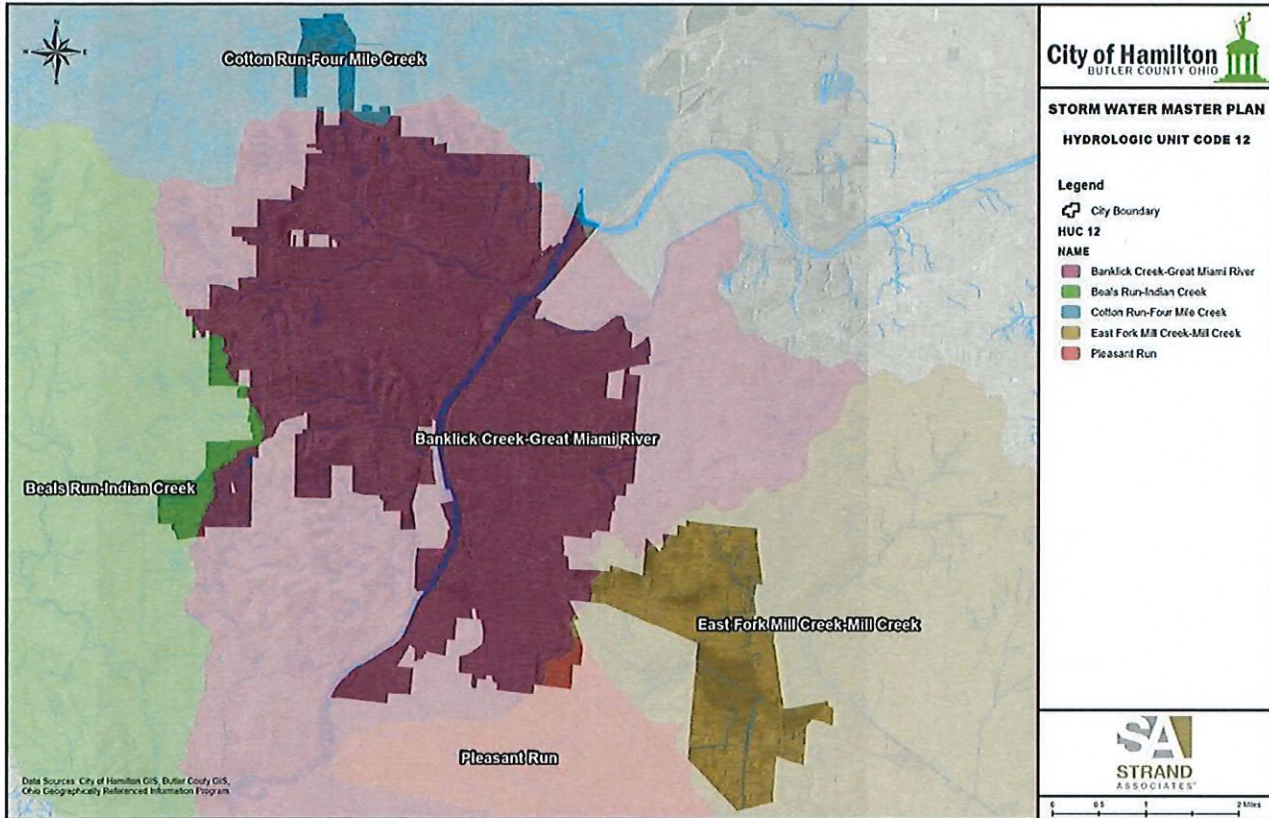 N
W
E
S
Cotton Run-Four Mile Creek
Banklick Creek-Great Miami River
Beals Run-Indian Creek
East Fork Mill Creek-Mill Creek
Pleasant Run
Data Sources: City of Hamilton GIS, Butler Couty GIS,
Ohio Geographically Referenced Information Program
City of Hamilton
BUTLER COUNTY OHIO
STORM WATER MASTER PLAN
HYDROLOGIC UNIT CODE 12
Legend
City Boundary
HUC 12
NAME
Banklick Creek-Great Miami River
Beals Run-Indian Creek
Cotton Run-Four Mile Creek
East Fork Mill Creek-Mill Creek
Pleasant Run
SA
STRAND
ASSOCIATES®
0 0.5 1 2 Miles